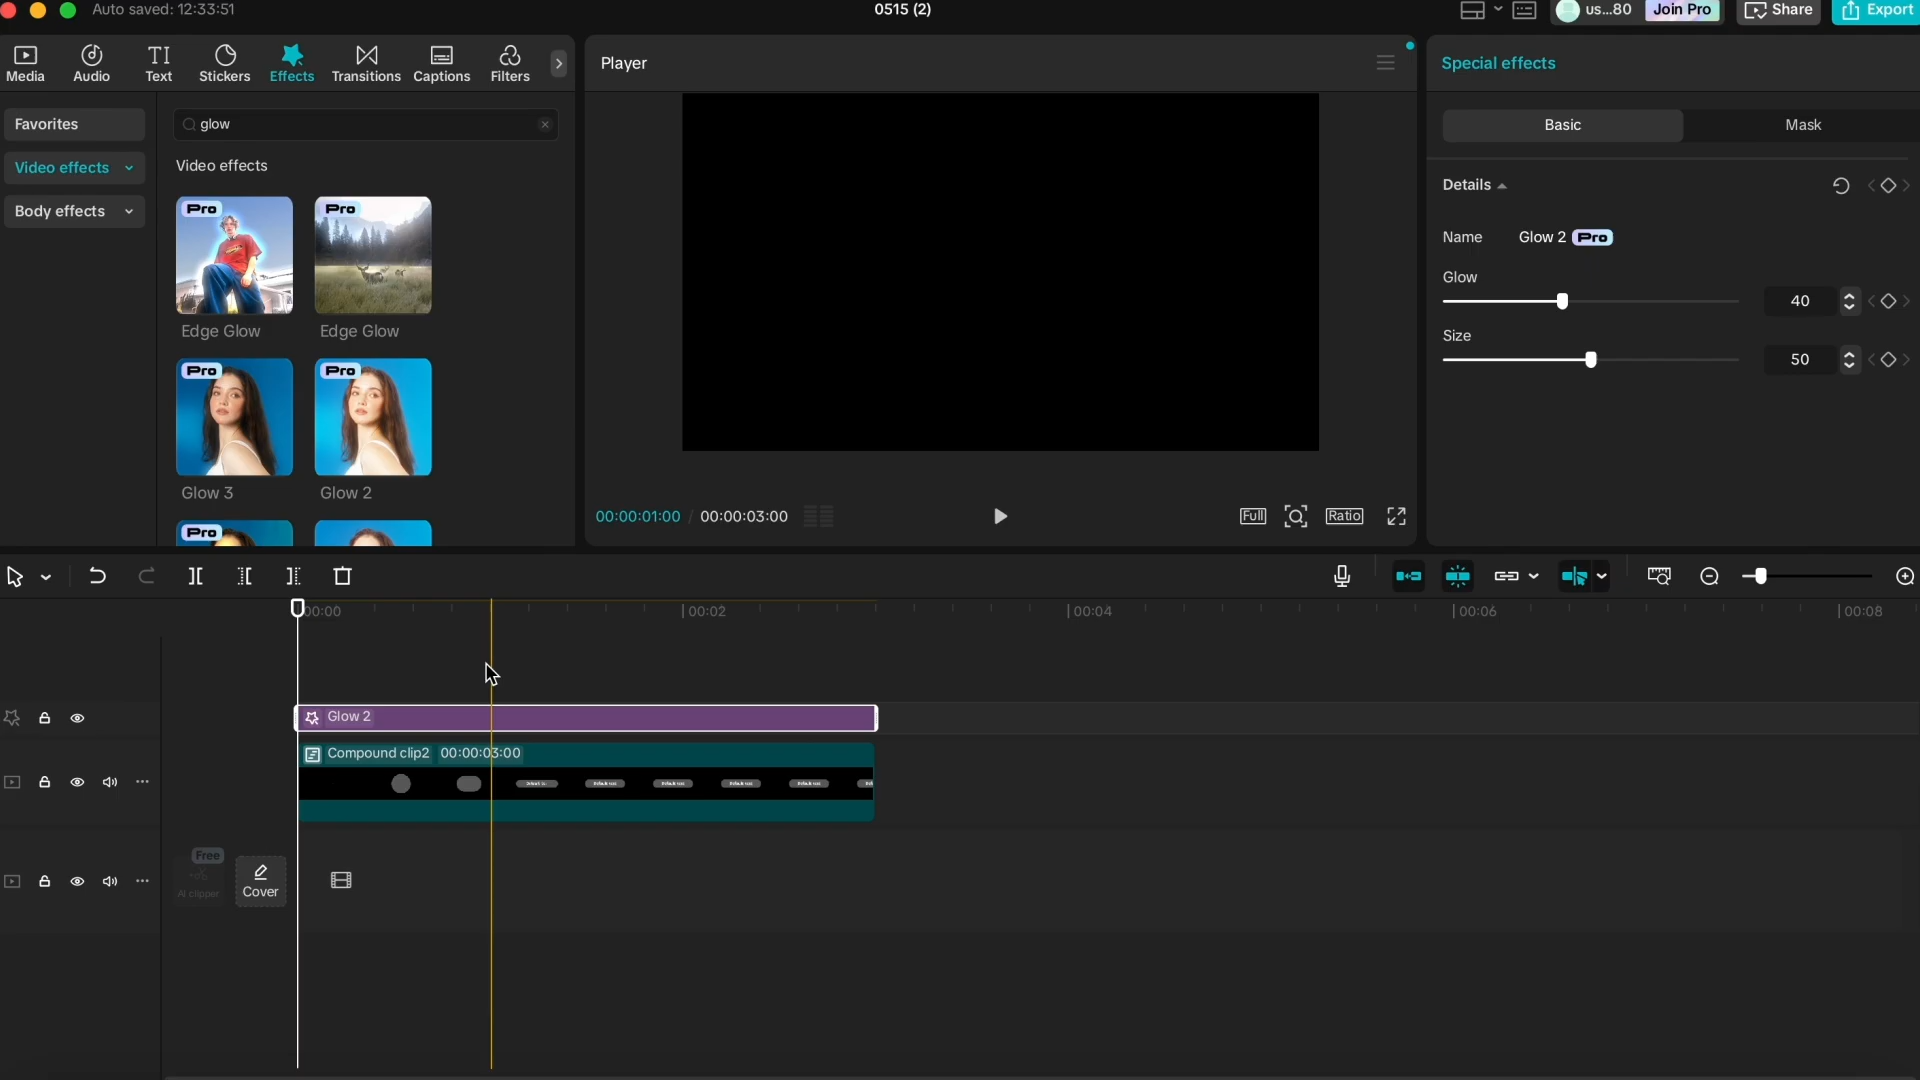 Auto saved: 12:33:51
0515 (2)
us...80
Join Pro
Share
Export
Media
Audio
TI
Text
Stickers
Effects
Transitions
Captions
Filters
Player
Special effects
Favorites
glow
Basic
Mask
Video effects
Video effects
Details
Body effects
Pro
Pro
Name
Glow 2
Pro
Glow
40
Edge Glow
Edge Glow
Size
50
Pro
Pro
Glow 3
Glow 2
Pro
00:00:01:00 / 00:00:03:00
Full
Ratio
00:00
00:02
00:04
00:06
00:08
Glow 2
Compound clip2 00:00:03:00
Free
AI clipper
Cover